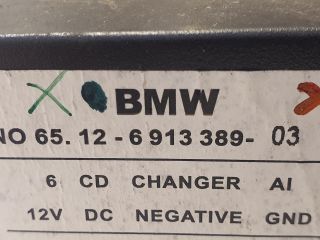 BMW
NO 65. 12 - 6 913 389- 03
6 CD CHANGER AI
12V DC NEGATIVE GND